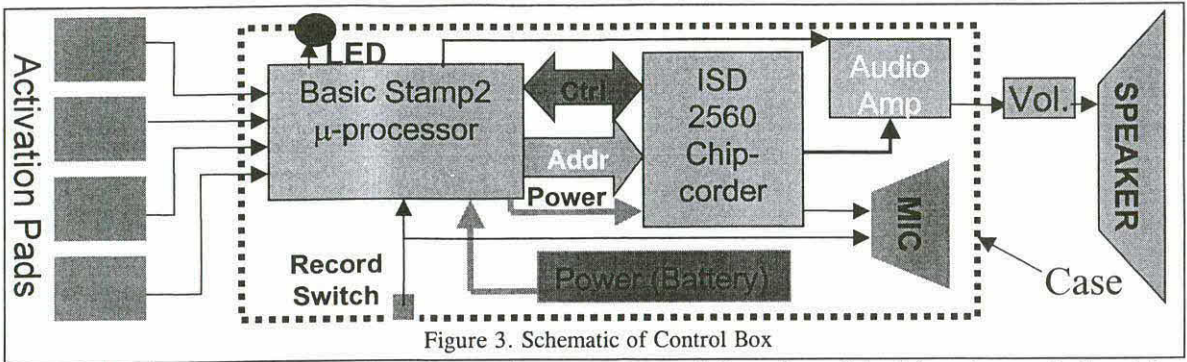 Activation Pads
LED
Basic Stamp2
μ-processor
Ctrl
Addr
Power
ISD
2560
Chip-
corder
Audio
Amp
Vol.
SPEAKER
MIC
Record
Switch
Power (Battery)
Case
Figure 3. Schematic of Control Box